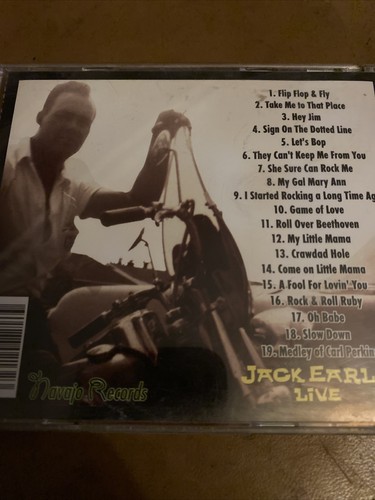 1. Flip Flop & Fly
2. Take Me to That Place
3. Hey Jim
4. Sign On The Dotted Line
5. Let's Bop
6. They Can't Keep Me From You
7. She Sure Can Rock Me
8. My Gal Mary Ann
9. I Started Rocking a Long Time Ag
10. Game of Love
11. Roll Over Beethoven
12. My Little Mama
13. Crawdad Hole
14. Come on Little Mama
15. A Fool For Lovin' You
16. Rock & Roll Ruby
17. Oh Babe
18. Slow Down
19. Medley of Carl Perkin
JACK EARL
LIVE
Navajo Records